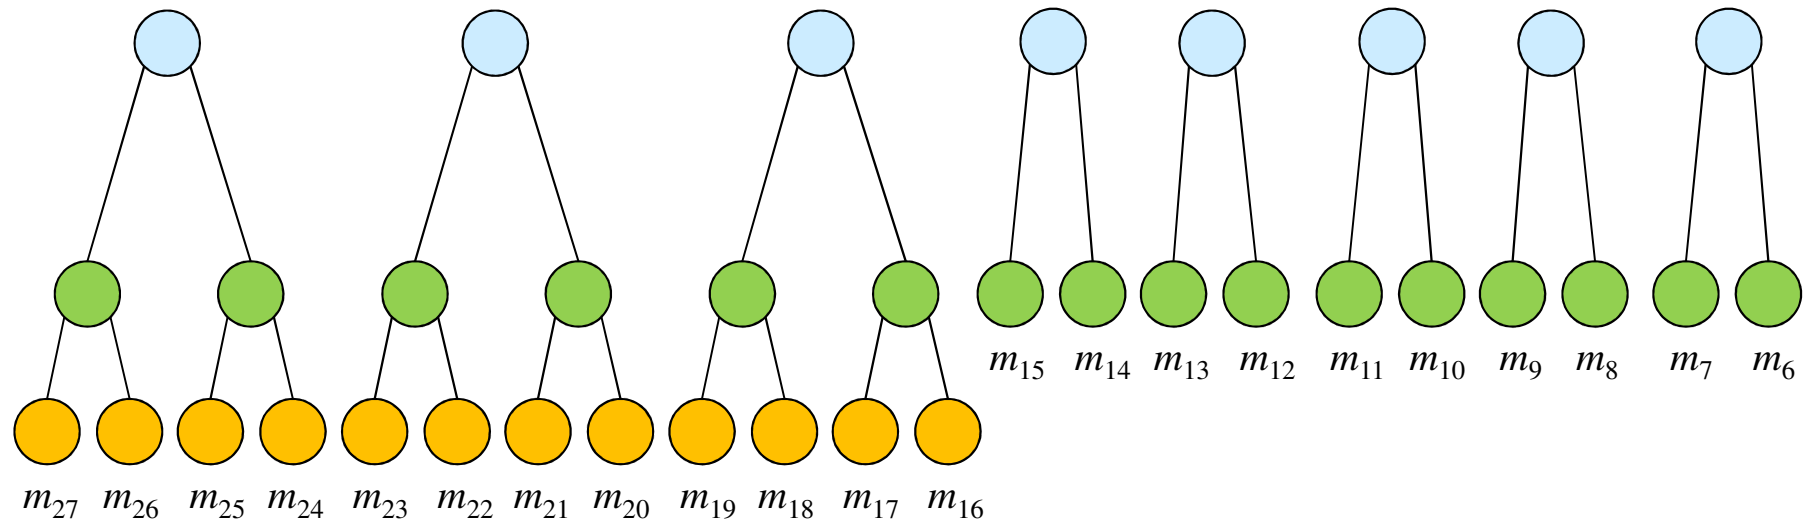 m₁₅ m₁₄ m₁₃ m₁₂ m₁₁ m₁₀ m₉ m₈ m₇ m₆
m₂₇ m₂₆ m₂₅ m₂₄ m₂₃ m₂₂ m₂₁ m₂₀ m₁₉ m₁₈ m₁₇ m₁₆